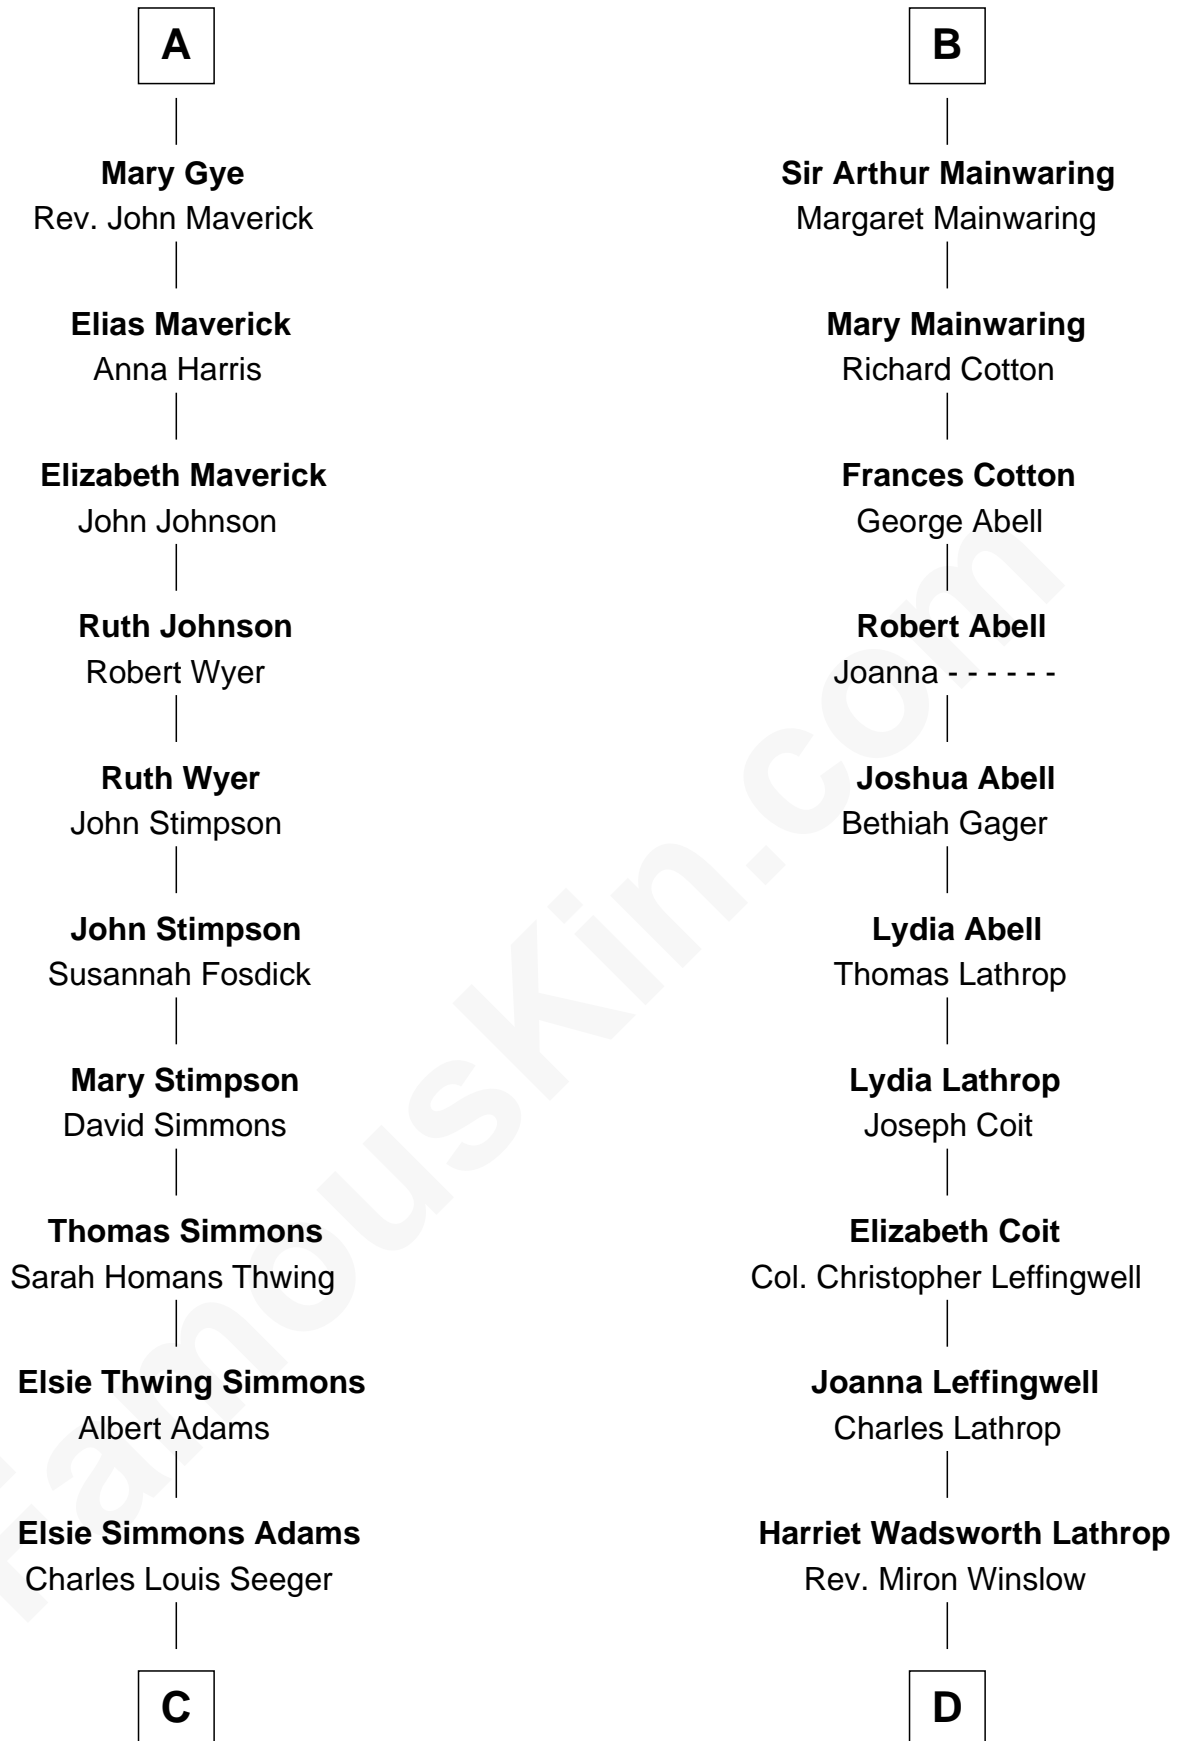 A
Mary Gye
Rev. John Maverick
Elias Maverick
Anna Harris
Elizabeth Maverick
John Johnson
Ruth Johnson
Robert Wyer
Ruth Wyer
John Stimpson
John Stimpson
Susannah Fosdick
Mary Stimpson
David Simmons
Thomas Simmons
Sarah Homans Thwing
Elsie Thwing Simmons
Albert Adams
Elsie Simmons Adams
Charles Louis Seeger
C
B
Sir Arthur Mainwaring
Margaret Mainwaring
Mary Mainwaring
Richard Cotton
Frances Cotton
George Abell
Robert Abell
Joanna - - - - - -
Joshua Abell
Bethiah Gager
Lydia Abell
Thomas Lathrop
Lydia Lathrop
Joseph Coit
Elizabeth Coit
Col. Christopher Leffingwell
Joanna Leffingwell
Charles Lathrop
Harriet Wadsworth Lathrop
Rev. Miron Winslow
D
FamousKin.com